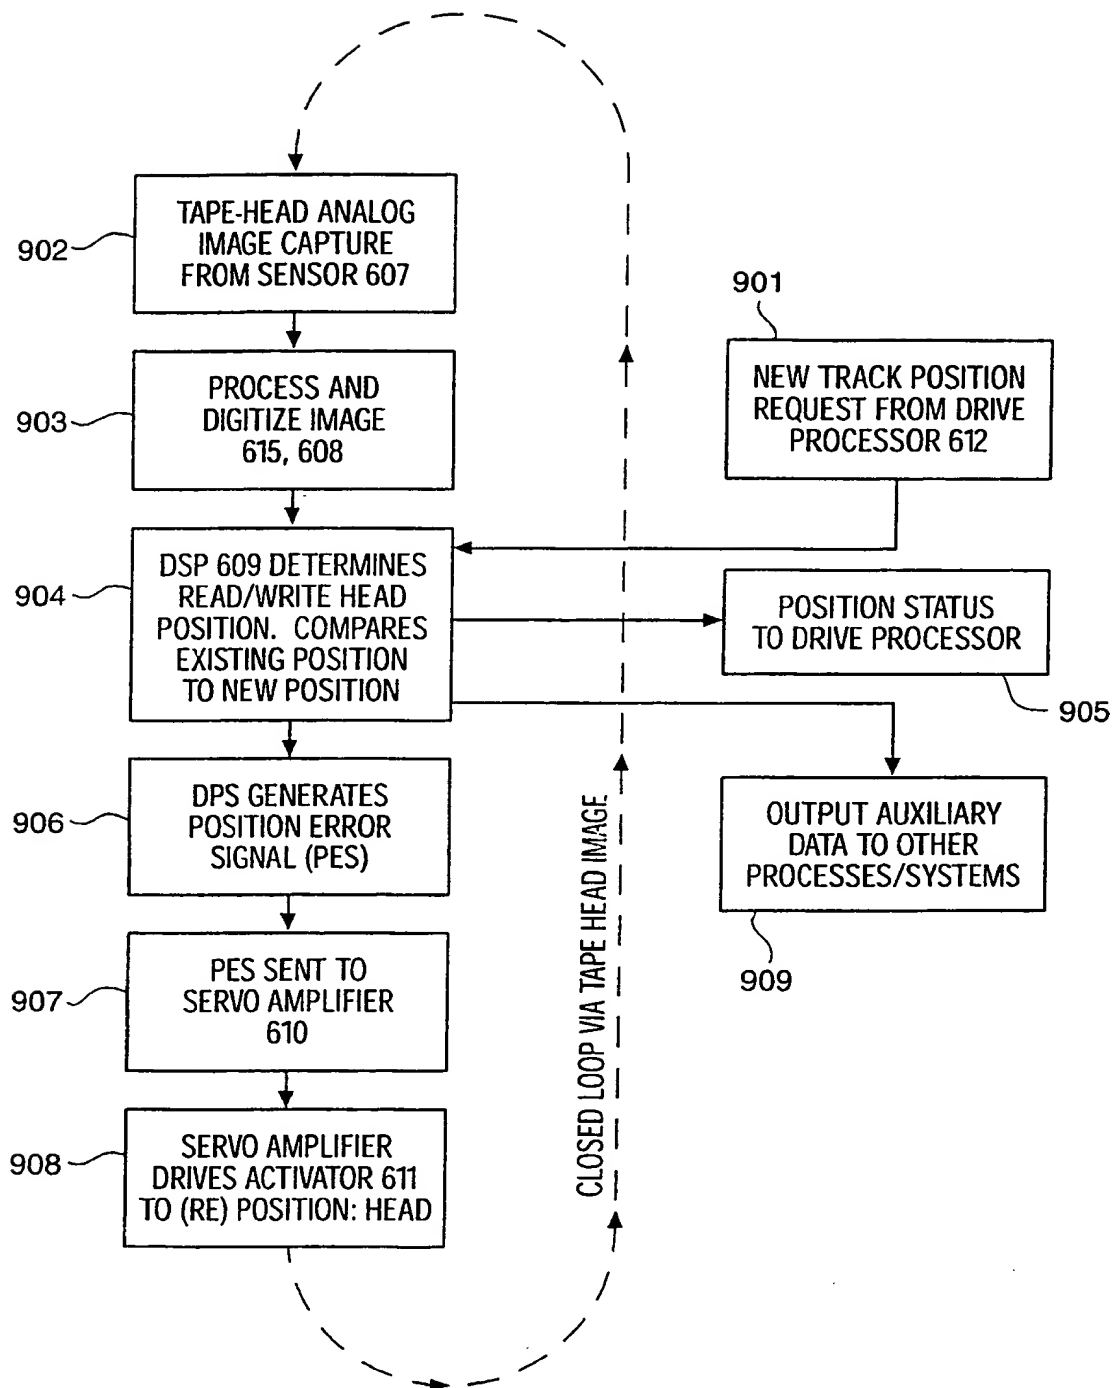 902
TAPE-HEAD ANALOG
IMAGE CAPTURE
FROM SENSOR 607
903
PROCESS AND
DIGITIZE IMAGE
615, 608
904
DSP 609 DETERMINES
READ/WRITE HEAD
POSITION. COMPARES
EXISTING POSITION
TO NEW POSITION
906
DPS GENERATES
POSITION ERROR
SIGNAL (PES)
907
PES SENT TO
SERVO AMPLIFIER
610
908
SERVO AMPLIFIER
DRIVES ACTIVATOR 611
TO (RE) POSITION: HEAD
CLOSED LOOP VIA TAPE HEAD IMAGE
901
NEW TRACK POSITION
REQUEST FROM DRIVE
PROCESSOR 612
POSITION STATUS
TO DRIVE PROCESSOR
905
OUTPUT AUXILIARY
DATA TO OTHER
PROCESSES/SYSTEMS
909